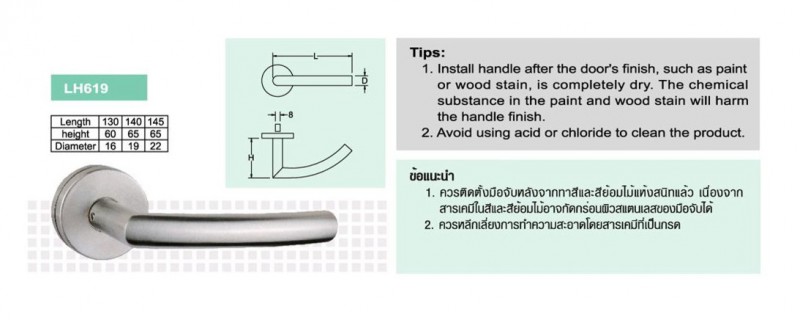 LH619
Length 130 140 145
height 60 65 65
Diameter 16 19 22
L
D
8
H
Tips:
1. Install handle after the door's finish, such as paint
or wood stain, is completely dry. The chemical
substance in the paint and wood stain will harm
the handle finish.
2. Avoid using acid or chloride to clean the product.
ข้อแนะนำ
1. ควรติดตั้งมือจับหลังจากทาสีและสีย้อมไม้แห้งสนิทแล้ว เนื่องจาก
สารเคมีในสีและสีย้อมไม้อาจกัดกร่อนผิวสแตนเลสของมือจับได้
2. ควรหลีกเลี่ยงการทำความสะอาดโดยสารเคมีที่เป็นกรด